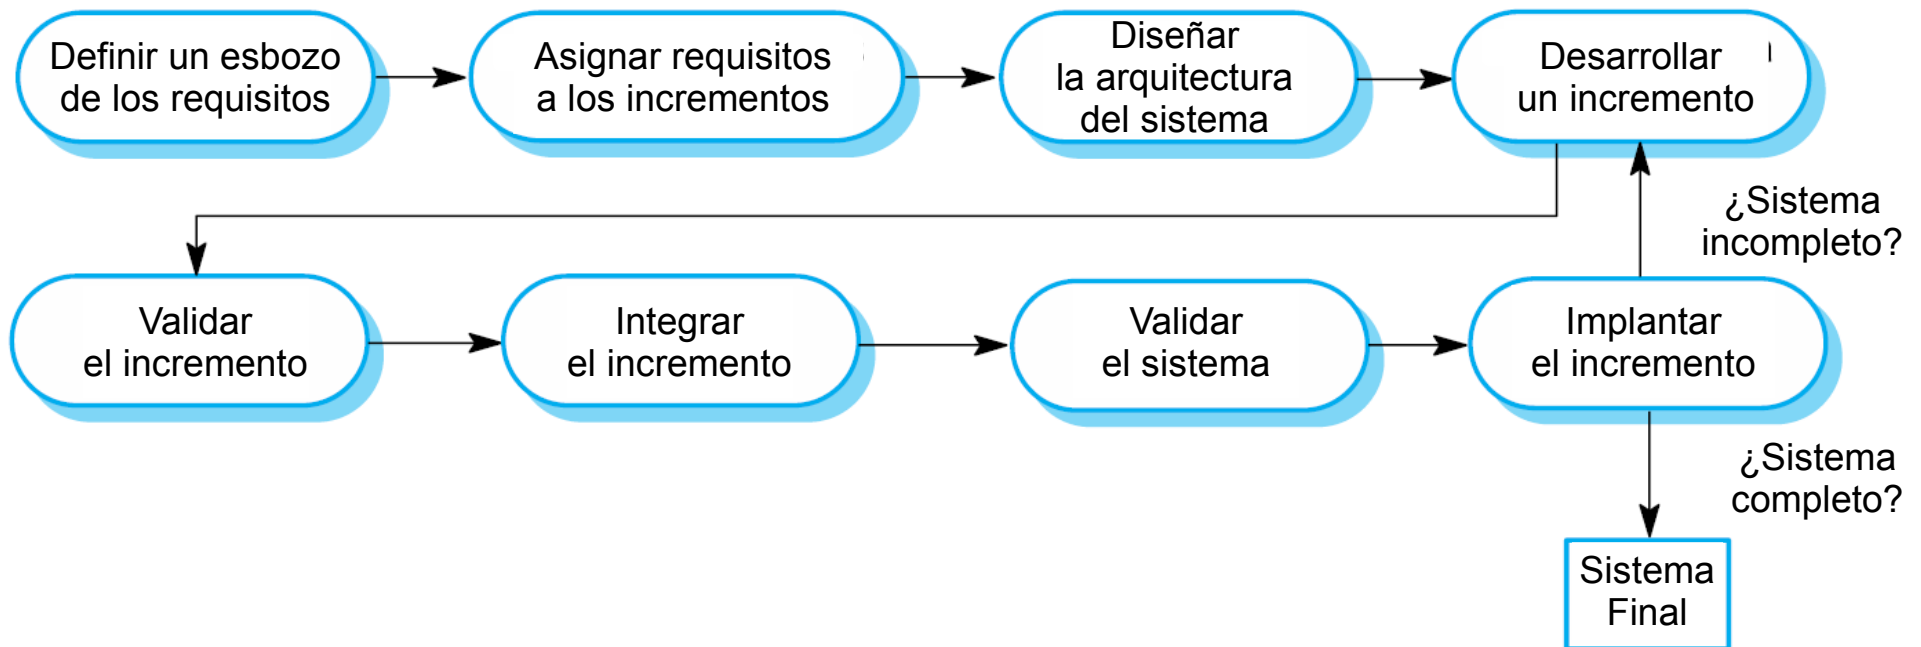 Definir un esbozo
de los requisitos
Asignar requisitos
a los incrementos
Diseñar
la arquitectura
del sistema
Desarrollar
un incremento
¿Sistema
incompleto?
Validar
el incremento
Integrar
el incremento
Validar
el sistema
Implantar
el incremento
¿Sistema
completo?
Sistema
Final